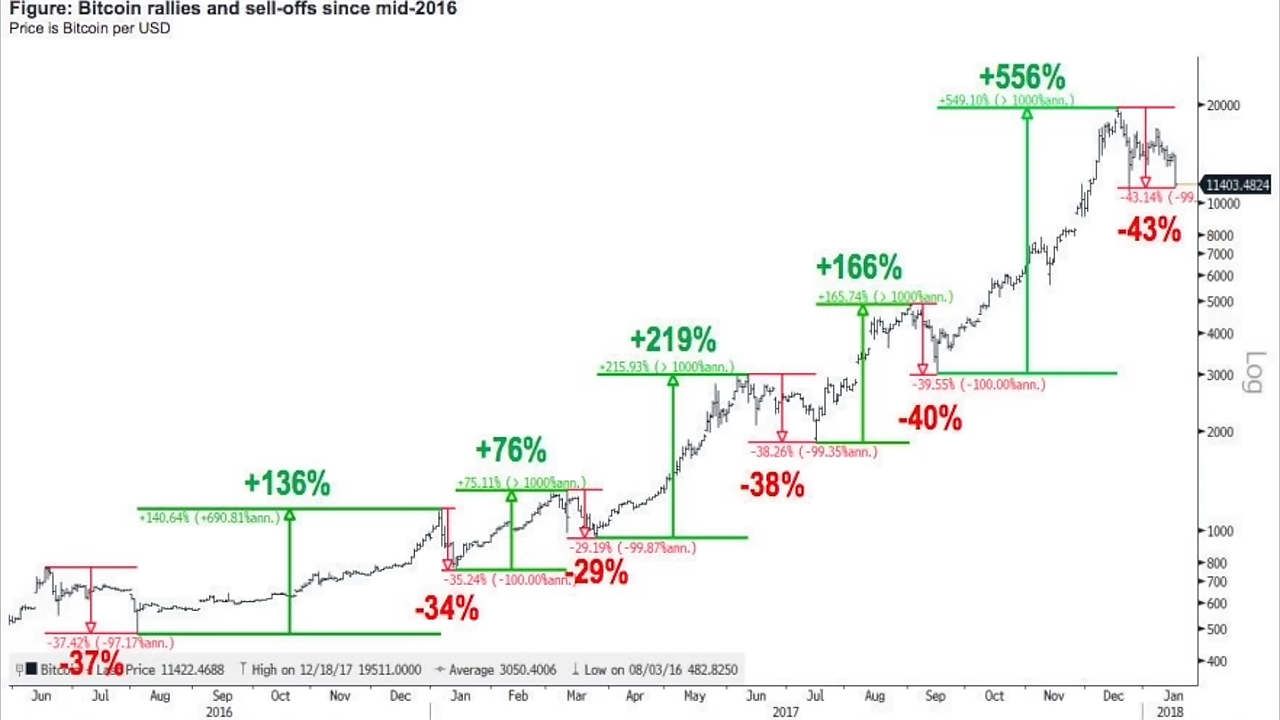 Figure: Bitcoin rallies and sell-offs since mid-2016
Price is Bitcoin per USD
+556%
+549.10% (> 1000%ann.)
20000
11403.4824
-43.14% (-99.
10000
-43%
8000
7000
+166%
6000
+165.74% (> 1000%ann.)
5000
+219%
4000
+215.93% (> 1000%ann.)
3000
-39.55% (-100.00%ann.)
Log
-40%
2000
+76%
-38.26% (-99.35%ann.)
+136%
+75.11% (> 1000%ann.)
-38%
+140.64% (+690.81%ann.)
1000
-29.19% (-99.87%ann.)
800
-35.24% (-100.00%ann.)
-29%
700
-34%
600
500
-37.42% (-97.17%ann.)
-37%
400
Bitcoin - Last Price 11422.4688 High on 12/18/17 19511.0000 Average 3050.4006 Low on 08/03/16 482.8250
Jun Jul Aug Sep Oct Nov Dec Jan Feb Mar Apr May Jun Jul Aug Sep Oct Nov Dec Jan
2016 2017 2018